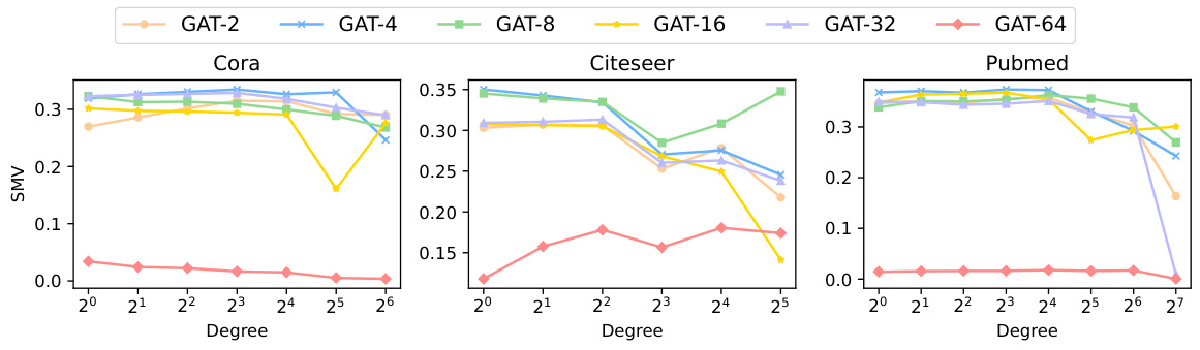 GAT-2 GAT-4 GAT-8 GAT-16 GAT-32 GAT-64
Cora Citeseer Pubmed
SMV
0.3
0.2
0.1
0.0
2^0 2^1 2^2 2^3 2^4 2^5 2^6
Degree
0.35
0.30
0.25
0.20
0.15
2^0 2^1 2^2 2^3 2^4 2^5
Degree
0.3
0.2
0.1
0.0
2^0 2^1 2^2 2^3 2^4 2^5 2^6 2^7
Degree